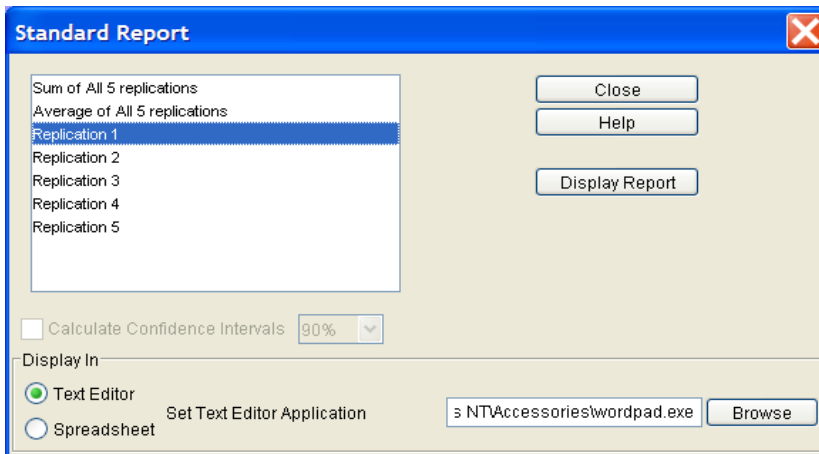 Standard Report
Sum of All 5 replications
Average of All 5 replications
Replication 1
Replication 2
Replication 3
Replication 4
Replication 5
Close
Help
Display Report
Calculate Confidence Intervals 90%
Display In
Text Editor
Spreadsheet
Set Text Editor Application
s NT\Accessories\wordpad.exe
Browse